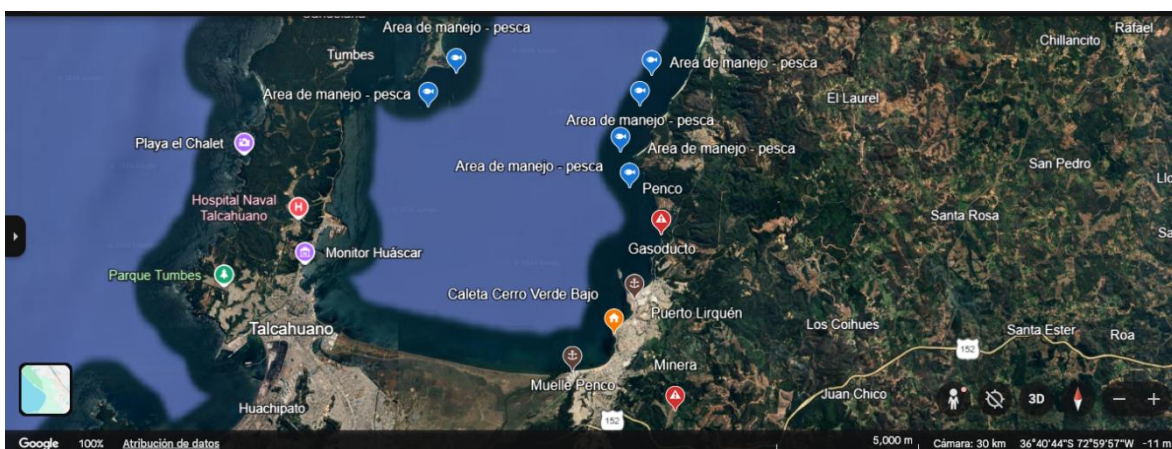 Rafael
Area de manejo - pesca
Chillancito
Tumbes
Area de manejo - pesca
Area de manejo - pesca
El Laurel
Area de manejo - pesca
Playa el Chalet
Area de manejo - pesca
Area de manejo - pesca
San Pedro
Penco
Hospital Naval
Talcahuano
Santa Rosa
Monitor Huáscar
Gasoducto
Parque Tumbes
Caleta Cerro Verde Bajo
Puerto Lirquén
Los Coihues
Talcahuano
Santa Ester
Roa
152
Minera
Muelle Penco
Juan Chico
3D
Huachipato
152
Google
100%
Atribución de datos
5,000 m
Cámara: 30 km
36°40'44"S 72°59'57"W
-11 m